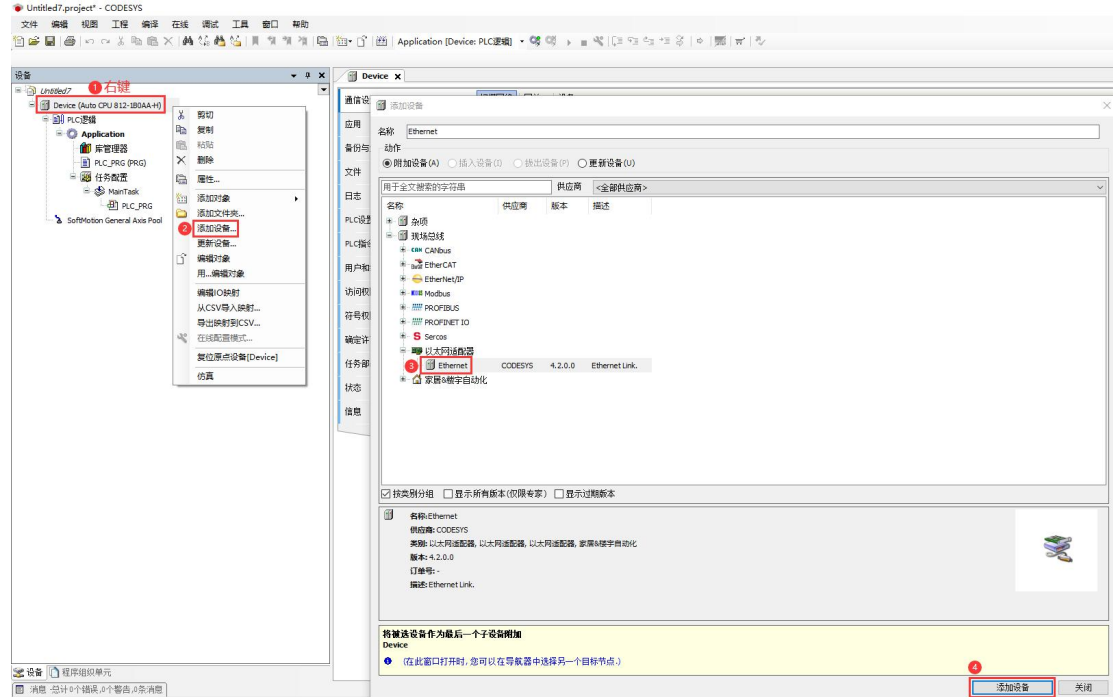 Untitled7.project* - CODESYS
文件 编辑 视图 工程 编译 在线 调试 工具 窗口 帮助
Application [Device: PLC逻辑]
设备
Device
Untitled7
1 右键
Device (Auto CPU 812-1B0AA-H)
PLC逻辑
Application
库管理器
PLC_PRG (PRG)
任务配置
MainTask
PLC_PRG
SoftMotion General Axis Pool
剪切
复制
粘贴
删除
属性...
添加对象
添加文件夹...
2 添加设备...
更新设备...
编辑对象
用...编辑对象
编辑IO映射
从CSV导入映射...
导出映射到CSV...
在线配置模式...
复位原点设备[Device]
仿真
通信设
应用
备份与
文件
日志
PLC设置
PLC指令
用户和
访问权
符号权
确定许
任务部
状态
信息
添加设备
名称 Ethernet
动作
附加设备(A) 插入设备(I) 拔出设备(P) 更新设备(U)
用于全文搜索的字符串 供应商 <全部供应商>
名称 供应商 版本 描述
杂项
现场总线
CAN CANbus
EtherCAT
EtherNet/IP
Modbus
PROFIBUS
PROFINET IO
Sercos
以太网适配器
3 Ethernet CODESYS 4.2.0.0 Ethernet Link.
家居&楼宇自动化
按类别分组 显示所有版本(仅限专家) 显示过期版本
名称:Ethernet
供应商: CODESYS
类别: 以太网适配器, 以太网适配器, 以太网适配器, 家居&楼宇自动化
版本: 4.2.0.0
订单号: -
描述: Ethernet Link.
将被选设备作为最后一个子设备附加
Device
(在此窗口打开时,您可以在导航器中选择另一个目标节点.)
4
添加设备 关闭
设备 程序组织单元
消息 -总计0个错误,0个警告,0条消息